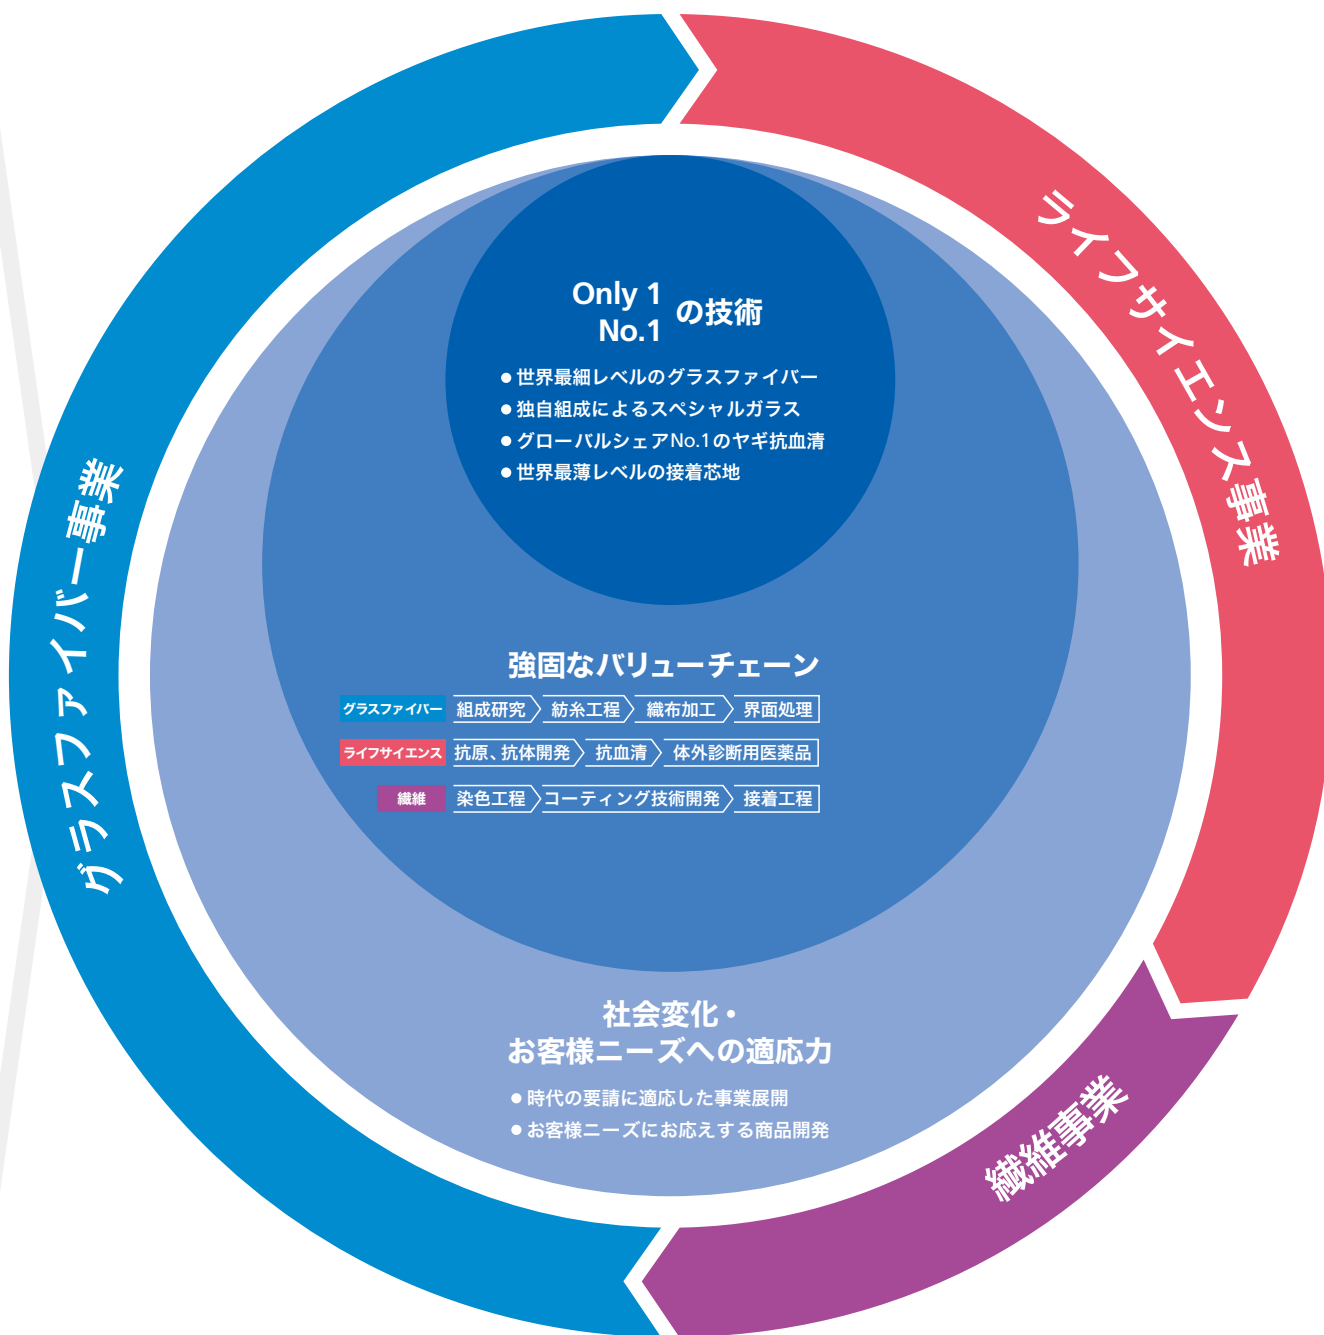 グラスファイバー事業
ライフサイエンス事業
繊維事業
Only 1
No.1
の技術
● 世界最細レベルのグラスファイバー
● 独自組成によるスペシャルガラス
● グローバルシェアNo.1のヤギ抗血清
● 世界最薄レベルの接着芯地
強固なバリューチェーン
グラスファイバー 組成研究 紡糸工程 織布加工 界面処理
ライフサイエンス 抗原、抗体開発 抗血清 体外診断用医薬品
繊維 染色工程 コーティング技術開発 接着工程
社会変化・
お客様ニーズへの適応力
● 時代の要請に適応した事業展開
● お客様ニーズにお応えする商品開発